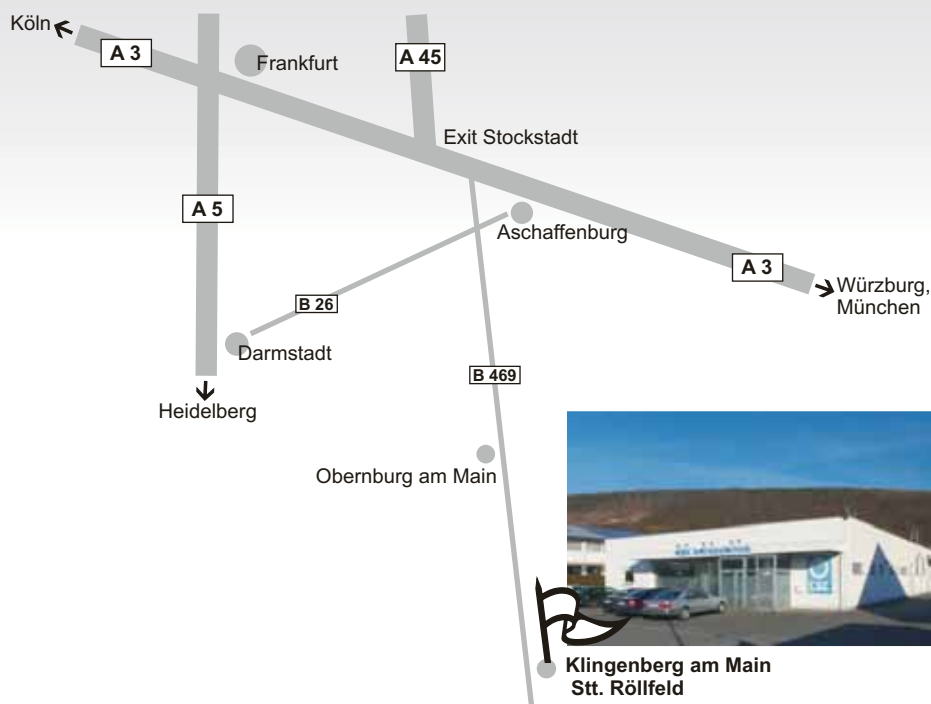 Köln
A 3
Frankfurt
A 45
Exit Stockstadt
A 5
Aschaffenburg
A 3
Würzburg,
München
B 26
Darmstadt
B 469
Heidelberg
Obernburg am Main
Klingenberg am Main
Stt. Röllfeld